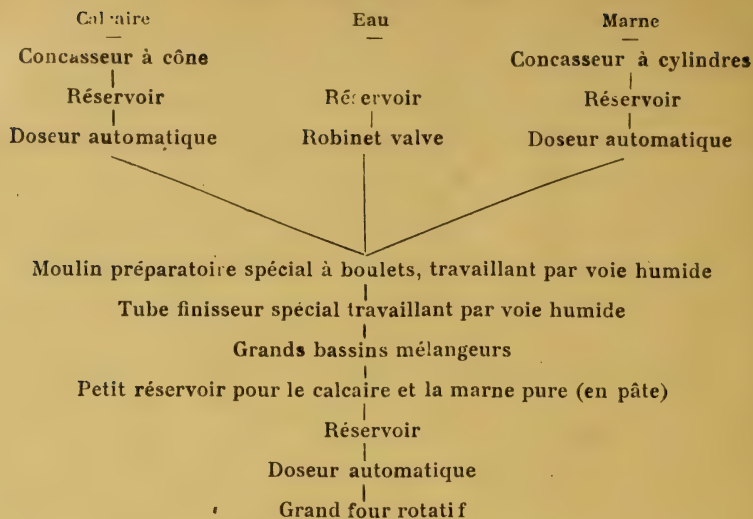 Calcaire Eau Marne
Concasseur à cône Concasseur à cylindres
Réservoir Réservoir Réservoir
Doseur automatique Robinet valve Doseur automatique
Moulin préparatoire spécial à boulets, travaillant par voie humide
Tube finisseur spécial travaillant par voie humide
Grands bassins mélangeurs
Petit réservoir pour le calcaire et la marne pure (en pâte)
Réservoir
Doseur automatique
Grand four rotatif